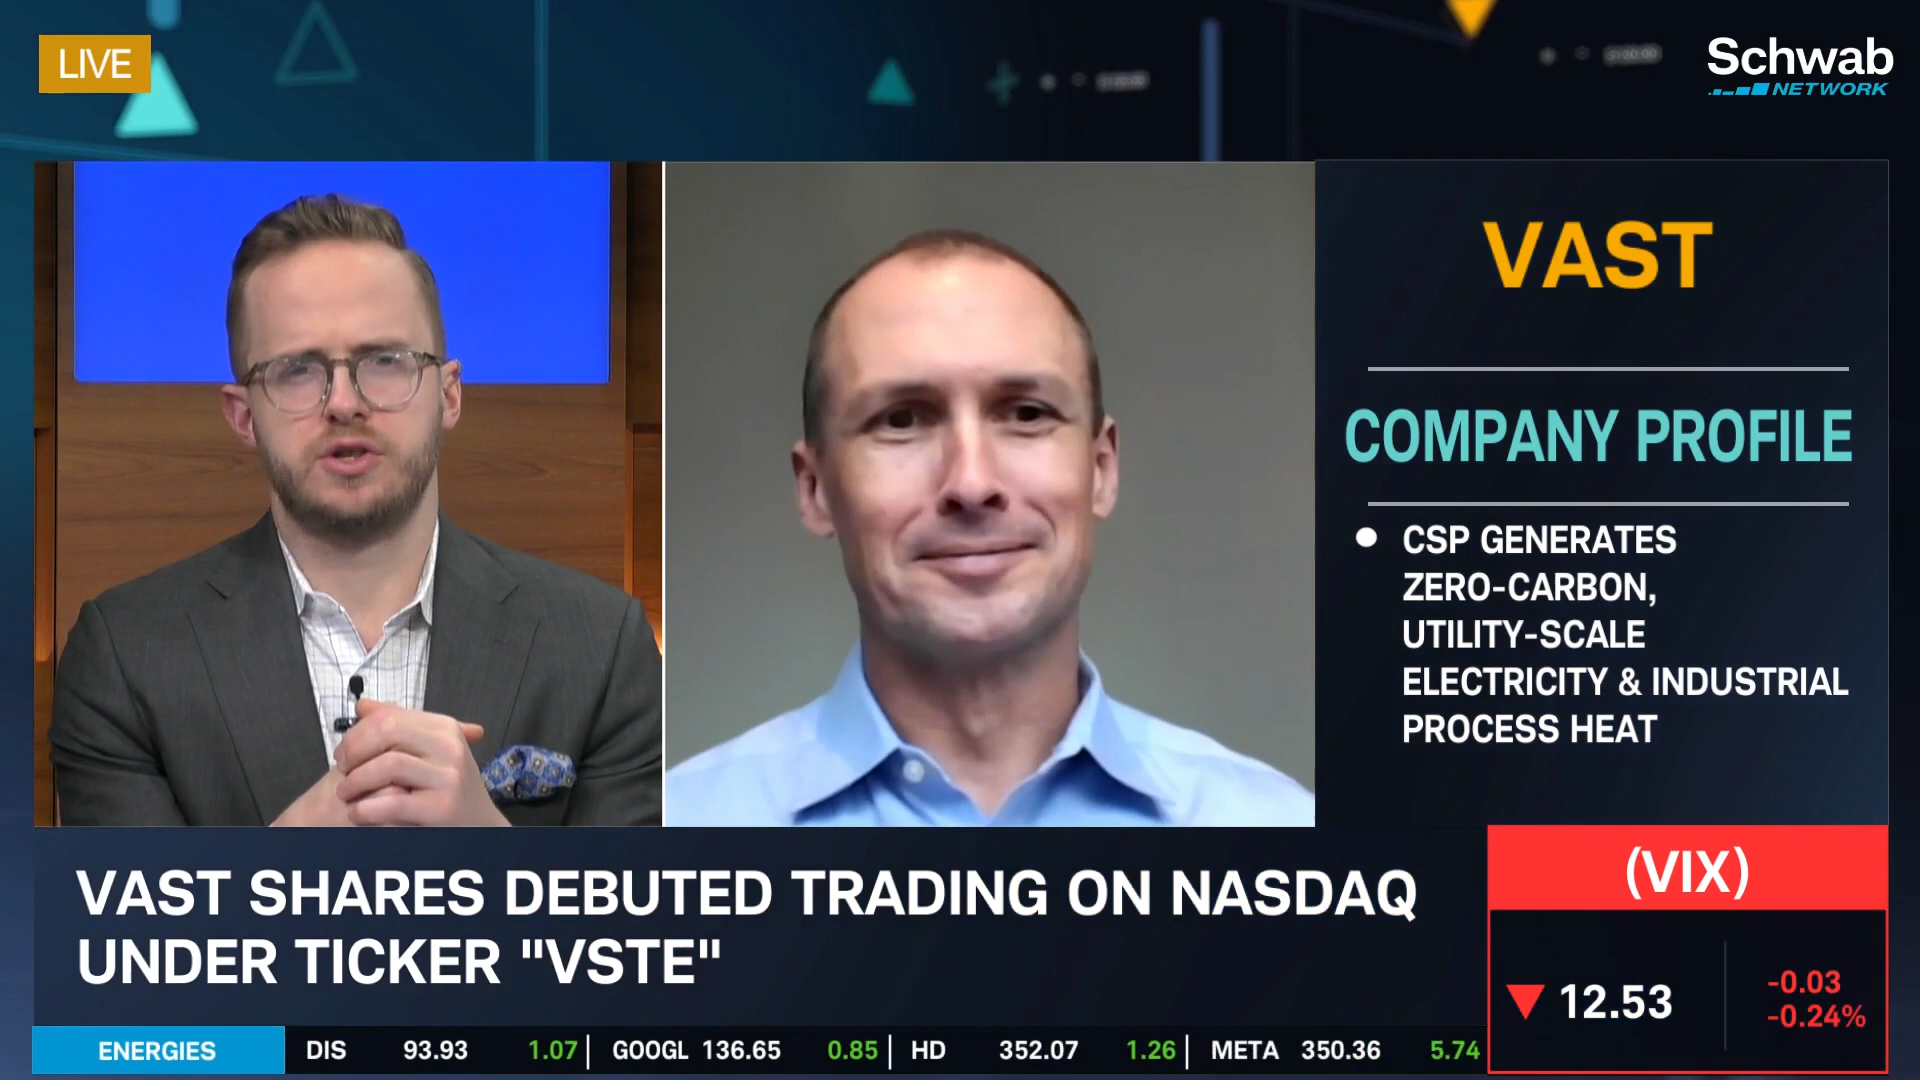 LIVE
Schwab
NETWORK
VAST
COMPANY PROFILE
CSP GENERATES
ZERO-CARBON,
UTILITY-SCALE
ELECTRICITY & INDUSTRIAL
PROCESS HEAT
VAST SHARES DEBUTED TRADING ON NASDAQ
UNDER TICKER "VSTE"
(VIX)
12.53
-0.03
-0.24%
ENERGIES DIS 93.93 1.07 GOOGL 136.65 0.85 HD 352.07 1.26 META 350.36 5.74